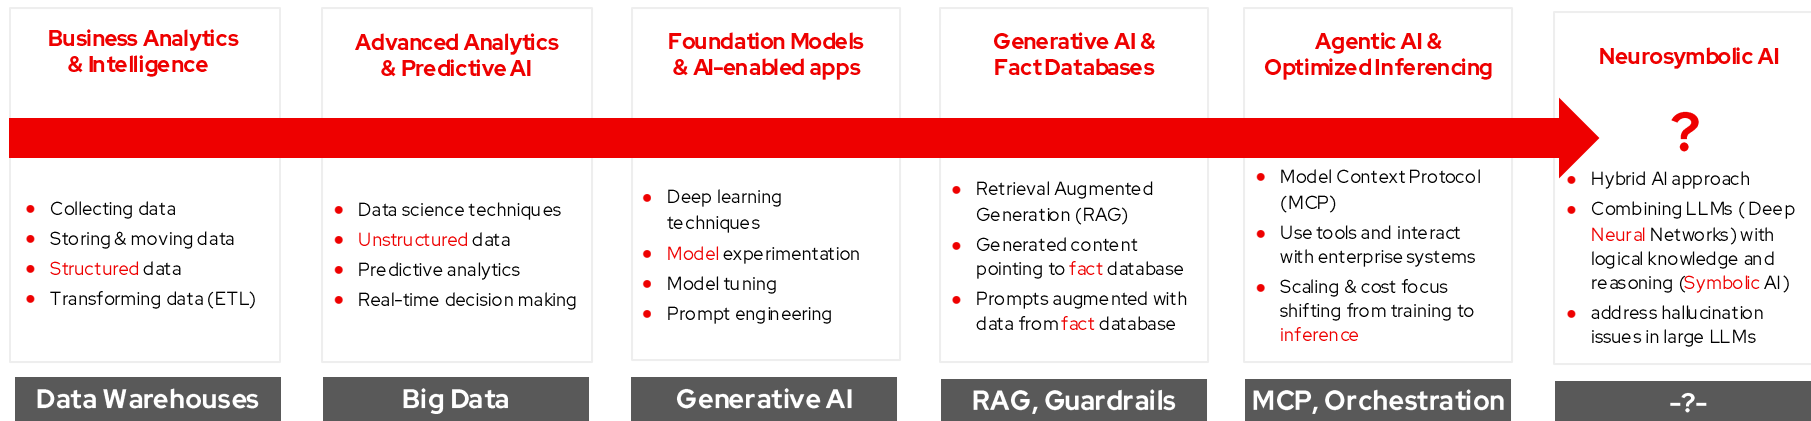 Business Analytics
& Intelligence
Collecting data
Storing & moving data
Structured data
Transforming data (ETL)
Data Warehouses
Advanced Analytics
& Predictive AI
Data science techniques
Unstructured data
Predictive analytics
Real-time decision making
Big Data
Foundation Models
& AI-enabled apps
Deep learning
techniques
Model experimentation
Model tuning
Prompt engineering
Generative AI
Generative AI &
Fact Databases
Retrieval Augmented
Generation (RAG)
Generated content
pointing to fact database
Prompts augmented with
data from fact database
RAG, Guardrails
Agentic AI &
Optimized Inferencing
Model Context Protocol
(MCP)
Use tools and interact
with enterprise systems
Scaling & cost focus
shifting from training to
inference
MCP, Orchestration
Neurosymbolic AI
?
Hybrid AI approach
Combining LLMs (Deep
Neural Networks) with
logical knowledge and
reasoning (Symbolic AI)
address hallucination
issues in large LLMs
-?-